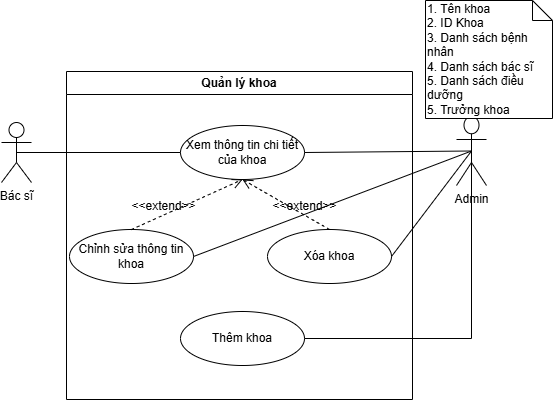 1. Tên khoa
2. ID Khoa
3. Danh sách bệnh
nhân
4. Danh sách bác sĩ
5. Danh sách điều
dưỡng
5. Trưởng khoa
Quản lý khoa
Xem thông tin chi tiết
của khoa
Bác sĩ
Admin
<<extend>>
<<extend>>
Chỉnh sửa thông tin
khoa
Xóa khoa
Thêm khoa